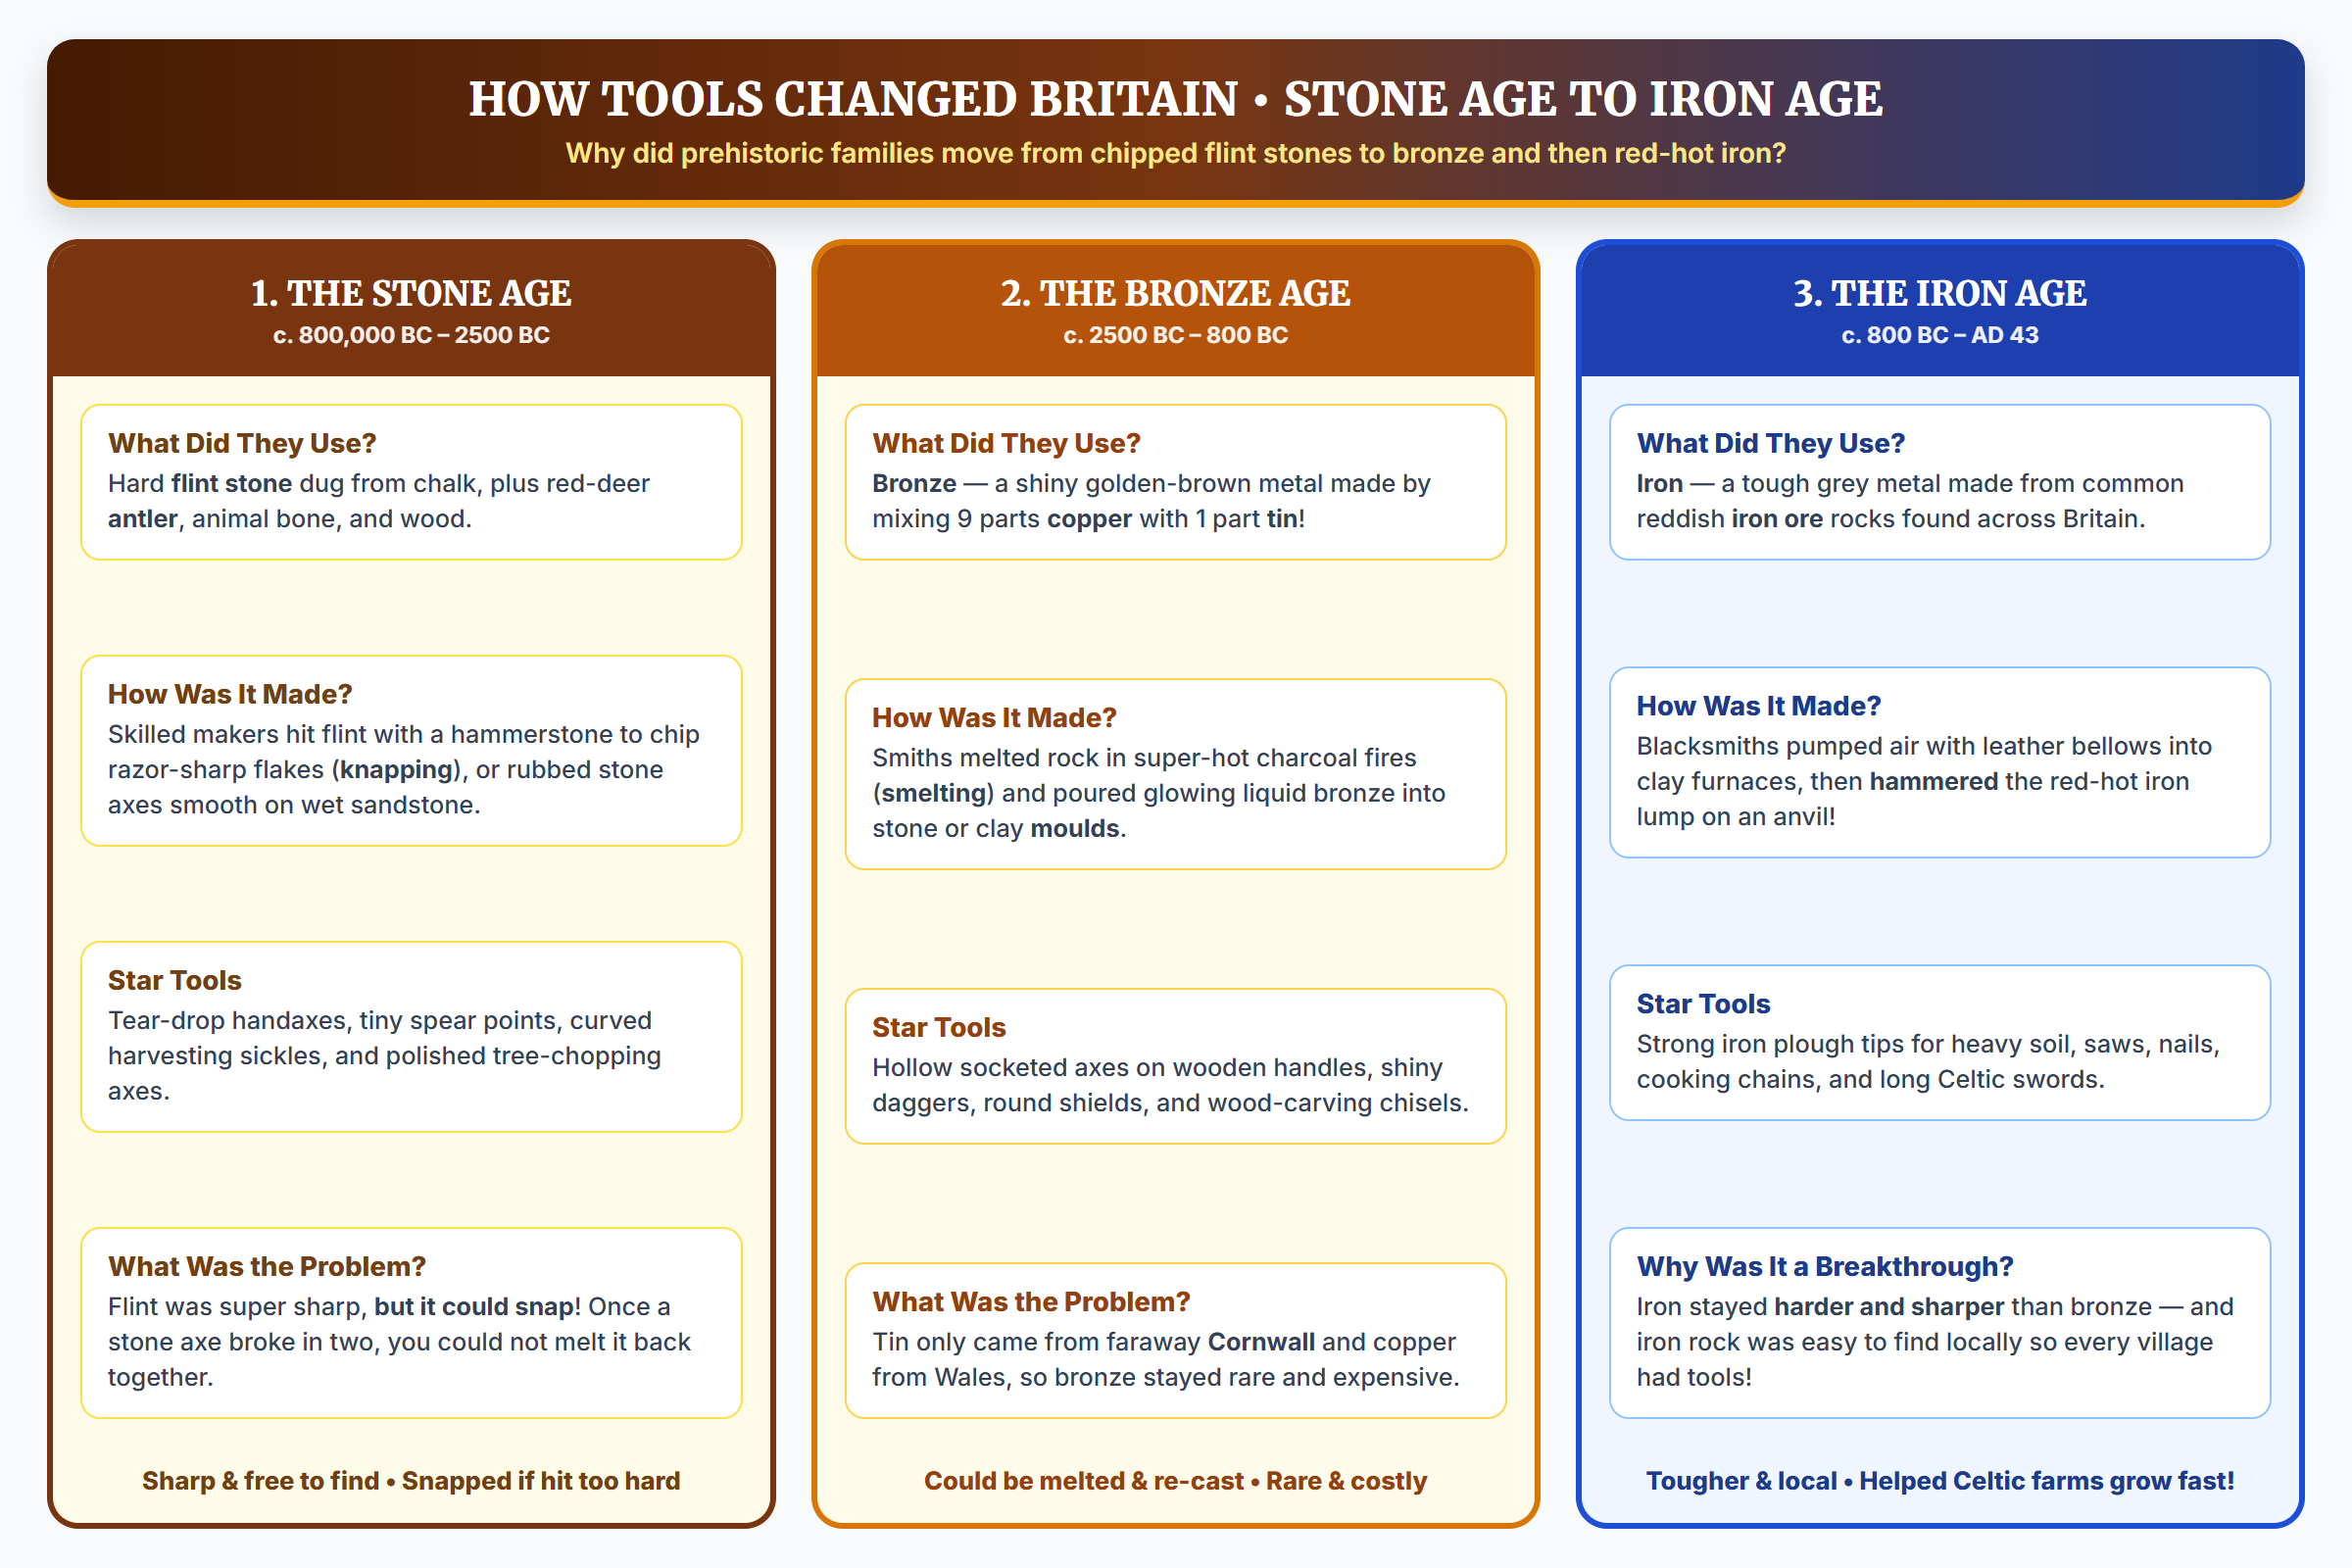 HOW TOOLS CHANGED BRITAIN • STONE AGE TO IRON AGE
Why did prehistoric families move from chipped flint stones to bronze and then red-hot iron?
1. THE STONE AGE
c. 800,000 BC – 2500 BC
What Did They Use?
Hard flint stone dug from chalk, plus red-deer
antler, animal bone, and wood.
How Was It Made?
Skilled makers hit flint with a hammerstone to chip
razor-sharp flakes (knapping), or rubbed stone
axes smooth on wet sandstone.
Star Tools
Tear-drop handaxes, tiny spear points, curved
harvesting sickles, and polished tree-chopping
axes.
What Was the Problem?
Flint was super sharp, but it could snap! Once a
stone axe broke in two, you could not melt it back
together.
Sharp & free to find • Snapped if hit too hard
2. THE BRONZE AGE
c. 2500 BC – 800 BC
What Did They Use?
Bronze — a shiny golden-brown metal made by
mixing 9 parts copper with 1 part tin!
How Was It Made?
Smiths melted rock in super-hot charcoal fires
(smelting) and poured glowing liquid bronze into
stone or clay moulds.
Star Tools
Hollow socketed axes on wooden handles, shiny
daggers, round shields, and wood-carving chisels.
What Was the Problem?
Tin only came from faraway Cornwall and copper
from Wales, so bronze stayed rare and expensive.
Could be melted & re-cast • Rare & costly
3. THE IRON AGE
c. 800 BC – AD 43
What Did They Use?
Iron — a tough grey metal made from common
reddish iron ore rocks found across Britain.
How Was It Made?
Blacksmiths pumped air with leather bellows into
clay furnaces, then hammered the red-hot iron
lump on an anvil!
Star Tools
Strong iron plough tips for heavy soil, saws, nails,
cooking chains, and long Celtic swords.
Why Was It a Breakthrough?
Iron stayed harder and sharper than bronze — and
iron rock was easy to find locally so every village
had tools!
Tougher & local • Helped Celtic farms grow fast!